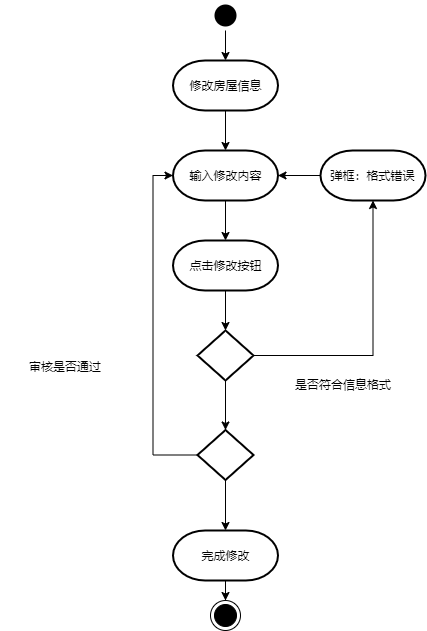 修改房屋信息
输入修改内容
弹框：格式错误
点击修改按钮
审核是否通过
是否符合信息格式
完成修改